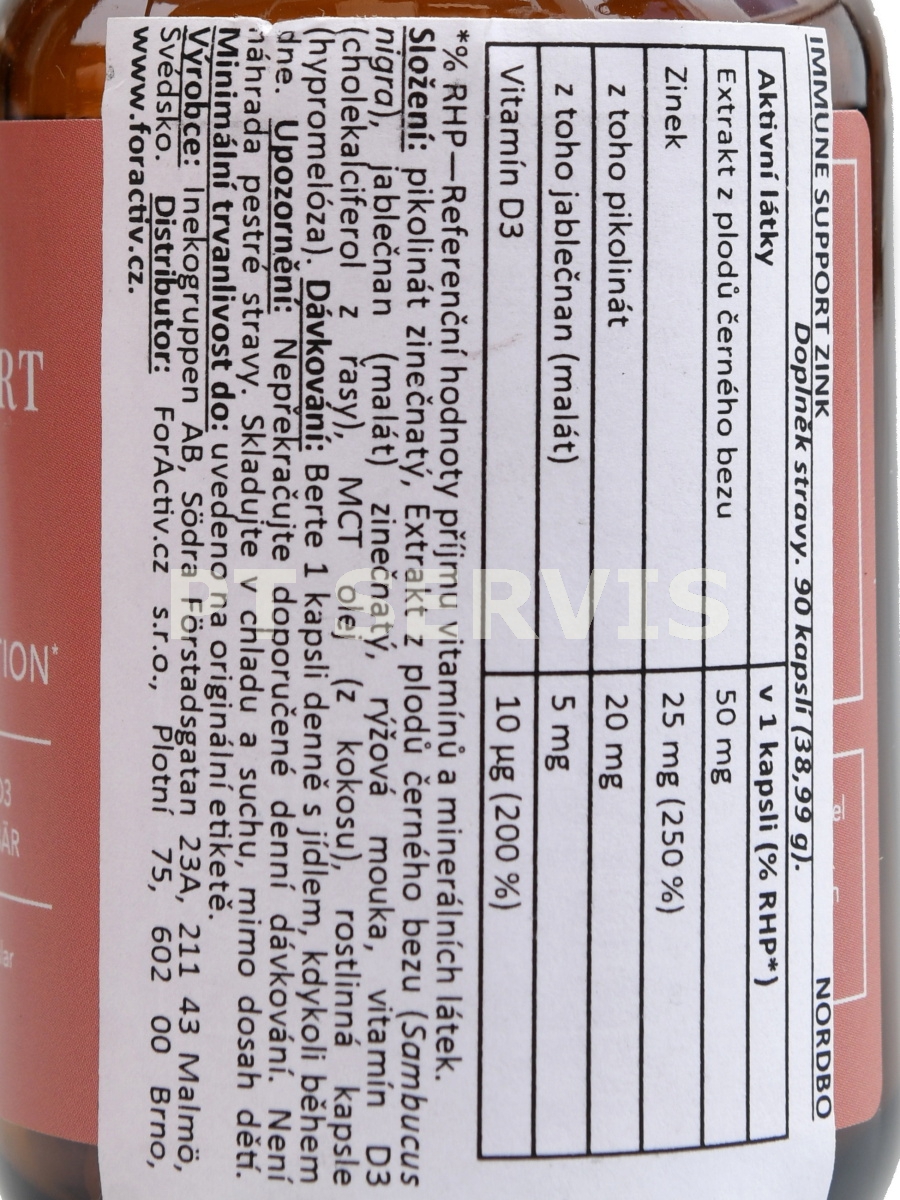 IMMUNE SUPPORT ZINK NORDBO
Doplněk stravy. 90 kapslí (38,99 g).
Aktivní látky v 1 kapsli (% RHP*)
Extrakt z plodů černého bezu 50 mg
Zinek 25 mg (250 %)
z toho pikolinát 20 mg
z toho jablečnan (malát) 5 mg
Vitamín D3 10 µg (200 %)
*% RHP—Referenční hodnoty příjmu vitamínů a minerálních látek.
Složení: pikolinát zinečnatý, Extrakt z plodů černého bezu (Sambucus
nigra), jablečnan (malát) zinečnatý, rýžová mouka, vitamín D3
(cholekalciferol z řasy), MCT olej (z kokosu), rostlinná kapsle
(hypromelóza). Dávkování: Berte 1 kapsli denně s jídlem, kdykoli během
dne. Upozornění: Nepřekračujte doporučené denní dávkování. Není
náhrada pestré stravy. Skladujte v chladu a suchu, mimo dosah dětí.
Minimální trvanlivost do: uvedeno na originální etiketě.
Výrobce: Inekogruppen AB, Södra Förstadsgatan 23A, 211 43 Malmö,
Švédsko. Distributor: ForActiv.cz s.r.o., Plotní 75, 602 00 Brno,
www.foractiv.cz.
PT SERVIS
RT
TION*
D3
ÄR
lar
el